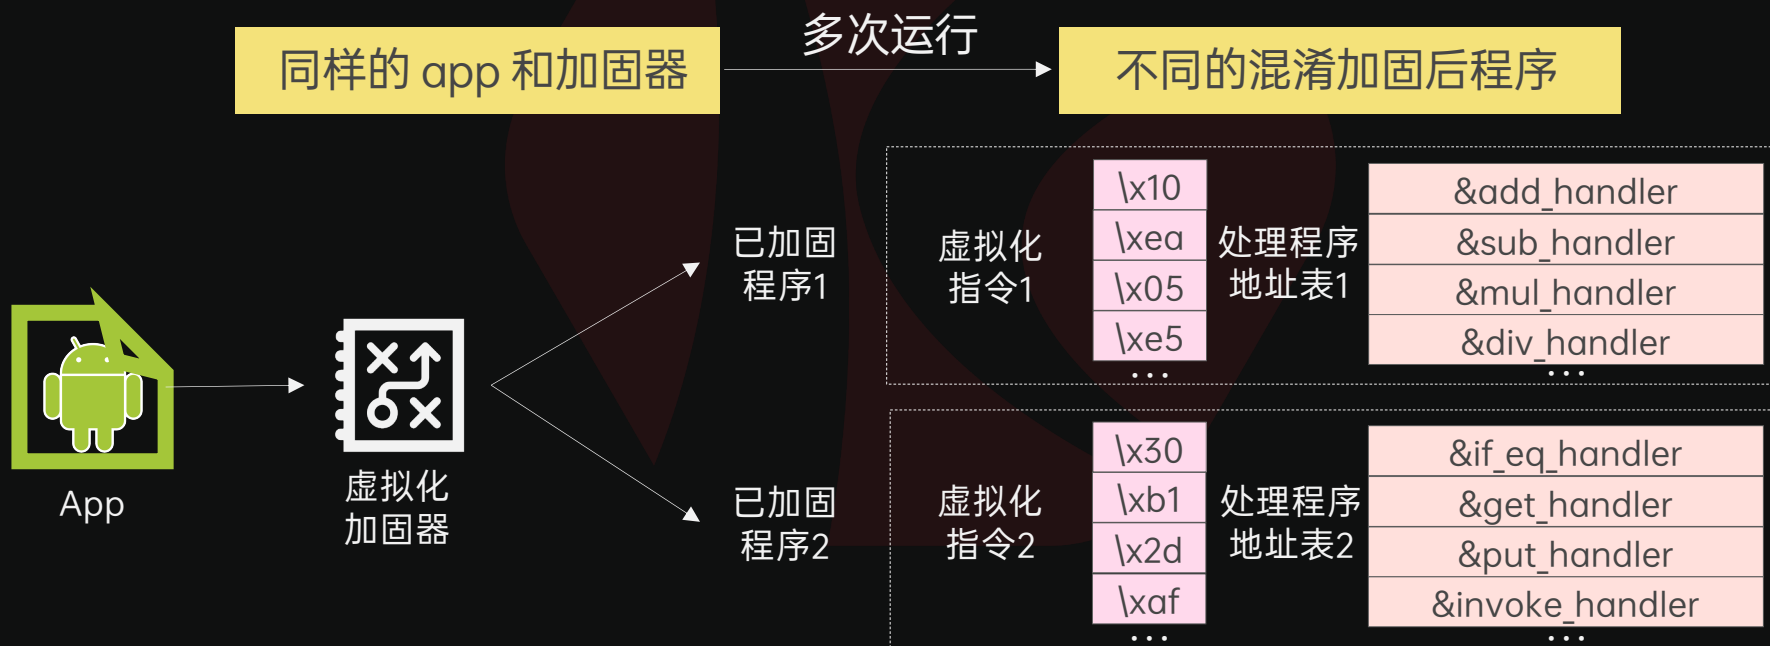 多次运行
同样的 app 和加固器
不同的混淆加固后程序
App
虚拟化
加固器
已加固
程序1
虚拟化
指令1
\x10
\xea
\x05
\xe5
...
处理程序
地址表1
&add_handler
&sub_handler
&mul_handler
&div_handler
...
已加固
程序2
虚拟化
指令2
\x30
\xb1
\x2d
\xaf
...
处理程序
地址表2
&if_eq_handler
&get_handler
&put_handler
&invoke_handler
...